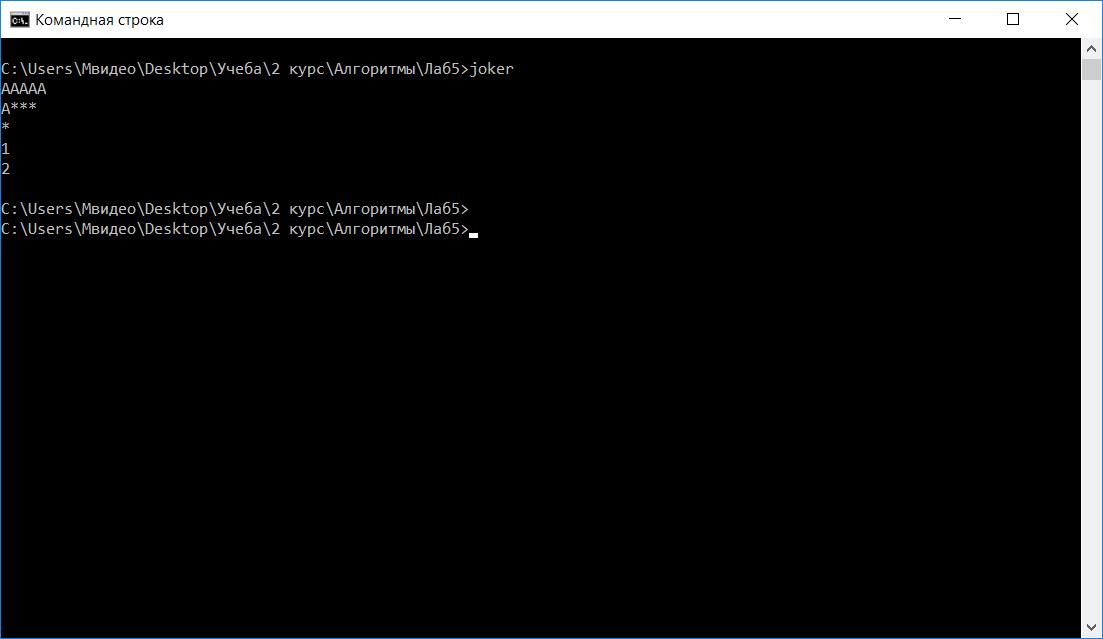 Командная строка
C:\Users\Мвидео\Desktop\Учеба\2 курс\Алгоритмы\Лаб5>joker
AAAAA
A***
*
1
2
C:\Users\Мвидео\Desktop\Учеба\2 курс\Алгоритмы\Лаб5>
C:\Users\Мвидео\Desktop\Учеба\2 курс\Алгоритмы\Лаб5>